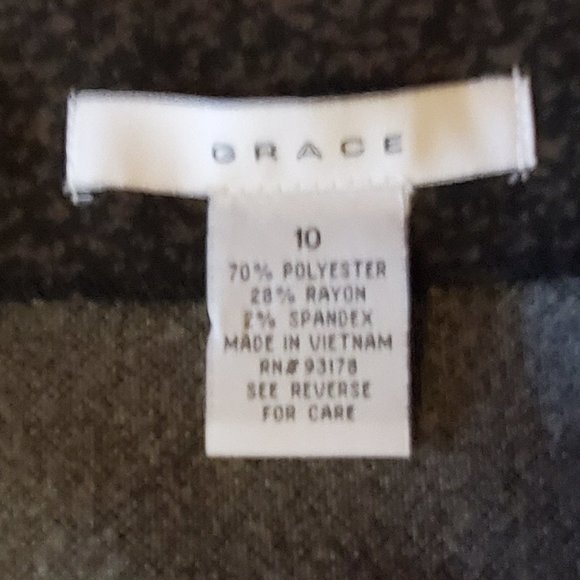 GRACE
10
70% POLYESTER
28% RAYON
2% SPANDEX
MADE IN VIETNAM
RN# 93178
SEE REVERSE
FOR CARE